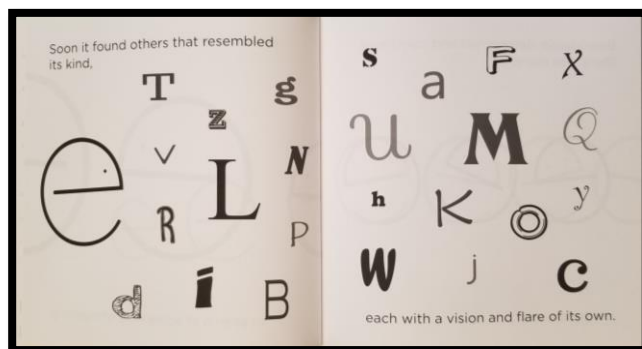 Soon it found others that resembled
its kind,
T g
z
e v N
R L P
d i B
s F x
a
u M Q
h K o y
w j c
each with a vision and flare of its own.